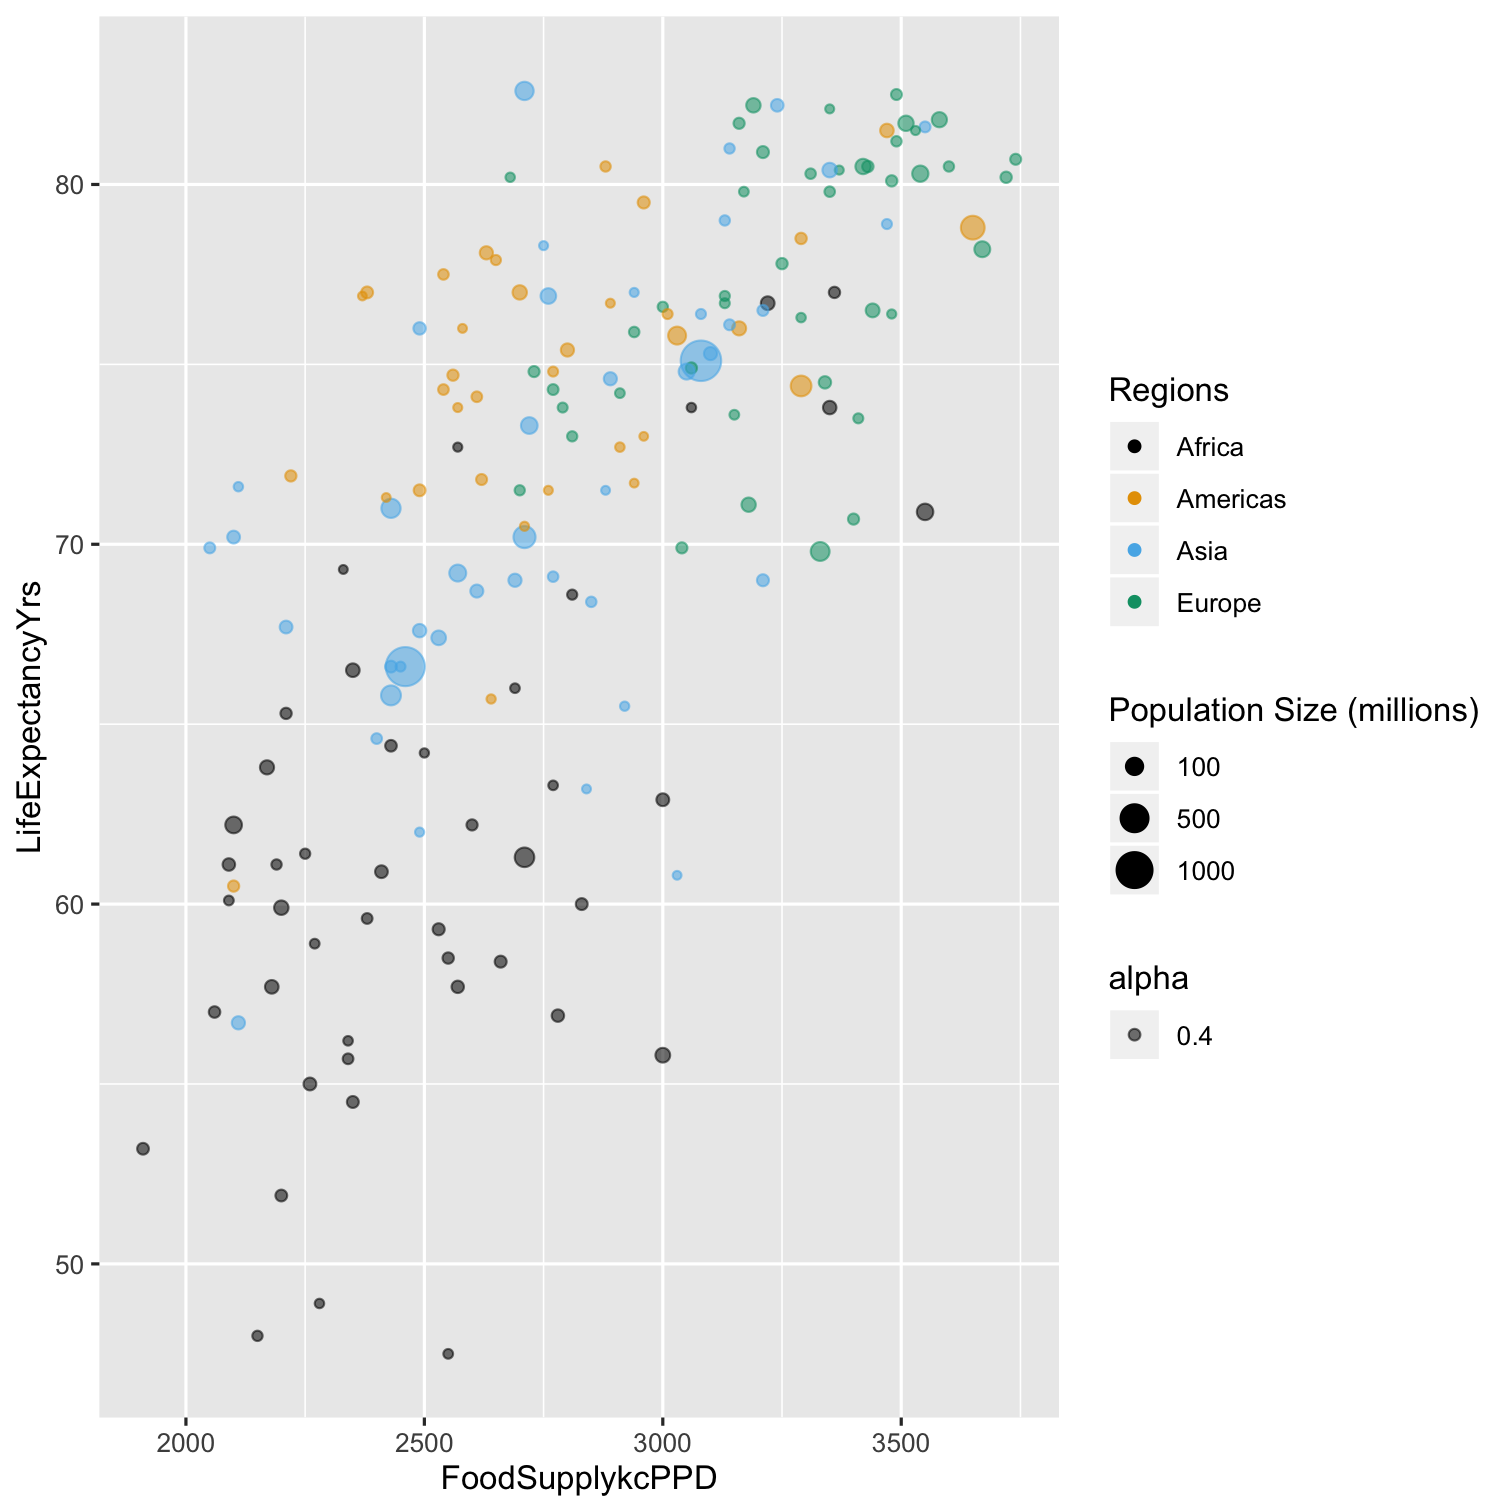 80
70
60
50
LifeExpectancyYrs
2000 2500 3000 3500
FoodSupplykcPPD
Regions
Africa
Americas
Asia
Europe
Population Size (millions)
100
500
1000
alpha
0.4